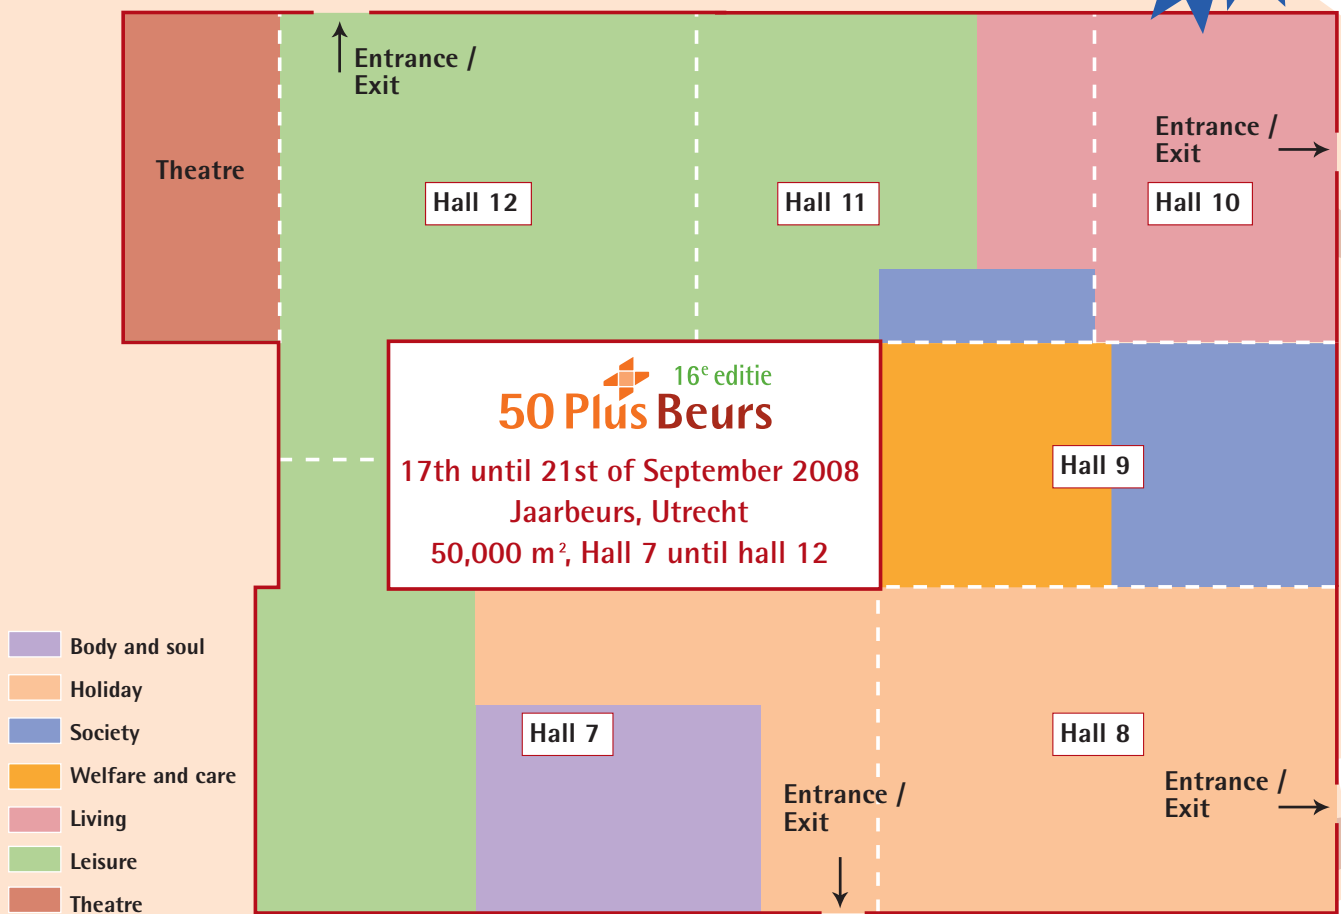 Entrance /
Exit
Entrance /
Exit
Theatre
Hall 12
Hall 11
Hall 10
16e editie
50 Plus Beurs
17th until 21st of September 2008
Jaarbeurs, Utrecht
50,000 m², Hall 7 until hall 12
Hall 9
Body and soul
Holiday
Society
Welfare and care
Living
Leisure
Theatre
Hall 7
Hall 8
Entrance /
Exit
Entrance /
Exit